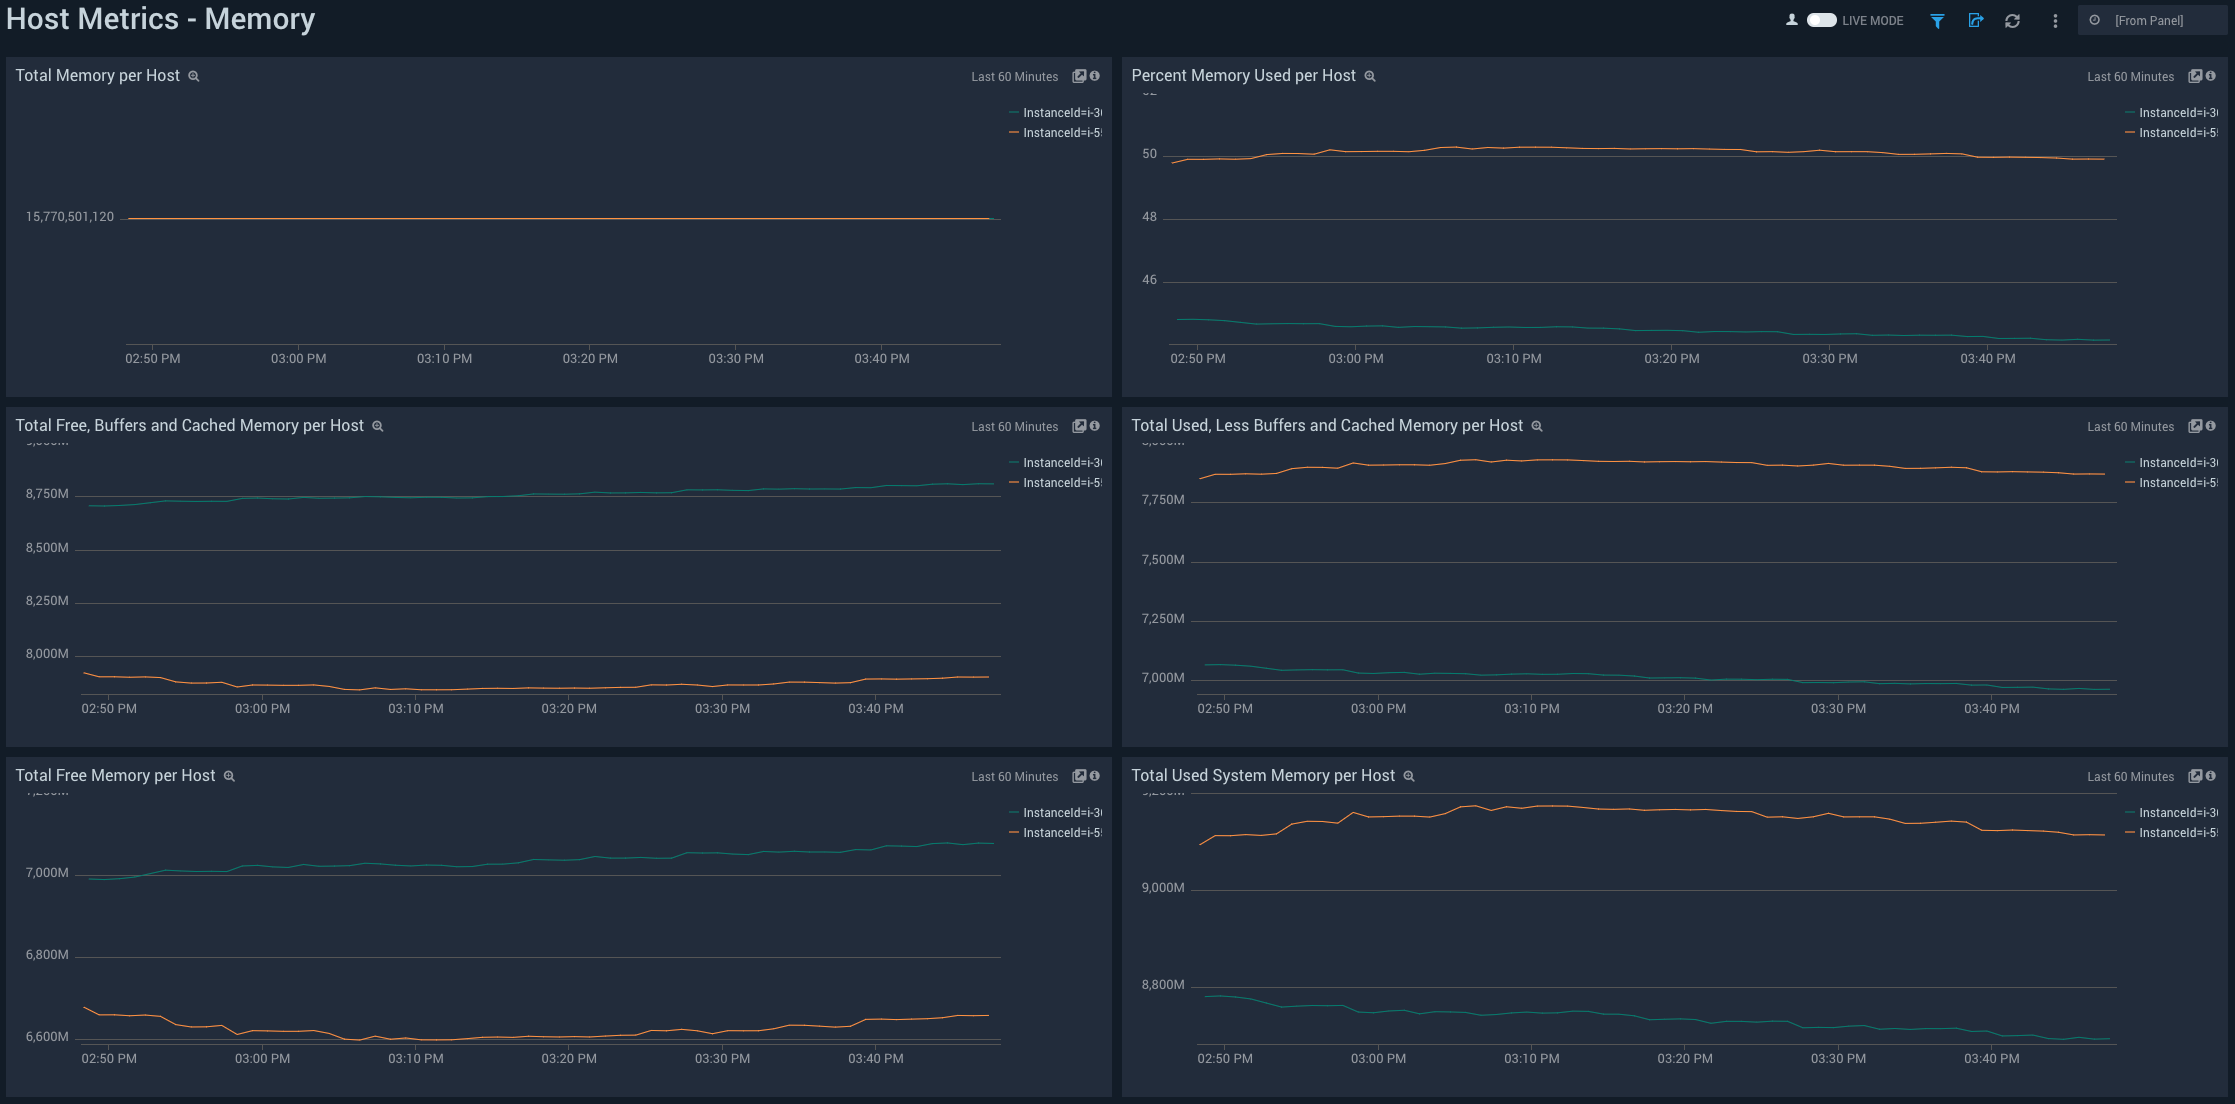 Host Metrics - Memory
LIVE MODE
[From Panel]
Total Memory per Host
Last 60 Minutes
InstanceId=i-3
InstanceId=i-5
15,770,501,120
02:50 PM 03:00 PM 03:10 PM 03:20 PM 03:30 PM 03:40 PM
Percent Memory Used per Host
Last 60 Minutes
InstanceId=i-3
InstanceId=i-5
50
48
46
02:50 PM 03:00 PM 03:10 PM 03:20 PM 03:30 PM 03:40 PM
Total Free, Buffers and Cached Memory per Host
Last 60 Minutes
InstanceId=i-3
InstanceId=i-5
8,750M
8,500M
8,250M
8,000M
02:50 PM 03:00 PM 03:10 PM 03:20 PM 03:30 PM 03:40 PM
Total Used, Less Buffers and Cached Memory per Host
Last 60 Minutes
InstanceId=i-3
InstanceId=i-5
7,750M
7,500M
7,250M
7,000M
02:50 PM 03:00 PM 03:10 PM 03:20 PM 03:30 PM 03:40 PM
Total Free Memory per Host
Last 60 Minutes
InstanceId=i-3
InstanceId=i-5
7,000M
6,800M
6,600M
02:50 PM 03:00 PM 03:10 PM 03:20 PM 03:30 PM 03:40 PM
Total Used System Memory per Host
Last 60 Minutes
InstanceId=i-3
InstanceId=i-5
9,000M
8,800M
02:50 PM 03:00 PM 03:10 PM 03:20 PM 03:30 PM 03:40 PM